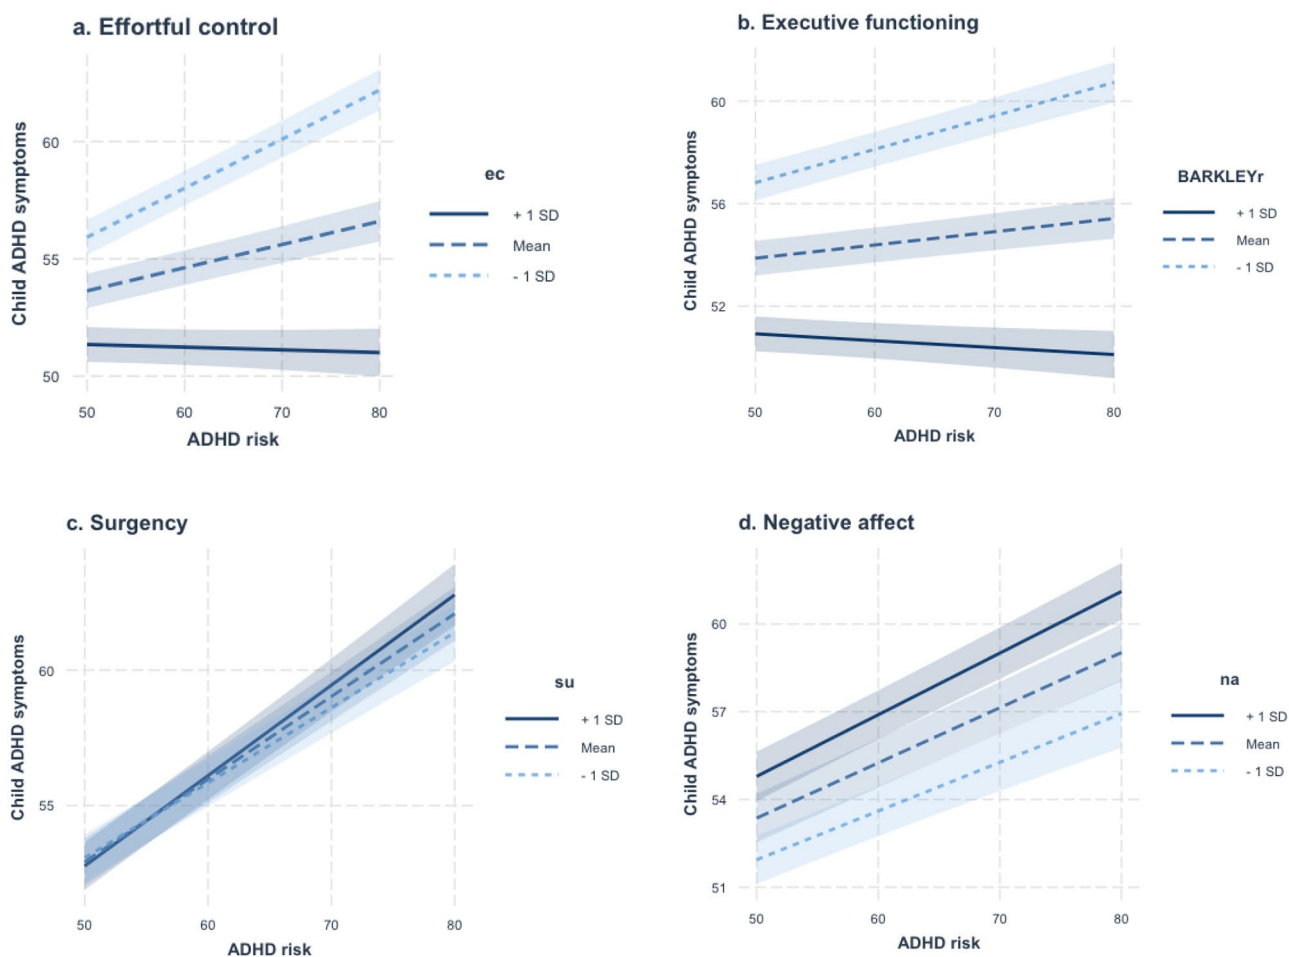 a. Effortful control
Child ADHD symptoms
60
55
50
50 60 70 80
ADHD risk
ec
+ 1 SD
Mean
- 1 SD
b. Executive functioning
Child ADHD symptoms
60
56
52
50 60 70 80
ADHD risk
BARKLEYr
+ 1 SD
Mean
- 1 SD
c. Surgency
Child ADHD symptoms
60
55
50 60 70 80
ADHD risk
su
+ 1 SD
Mean
- 1 SD
d. Negative affect
Child ADHD symptoms
60
57
54
51
50 60 70 80
ADHD risk
na
+ 1 SD
Mean
- 1 SD